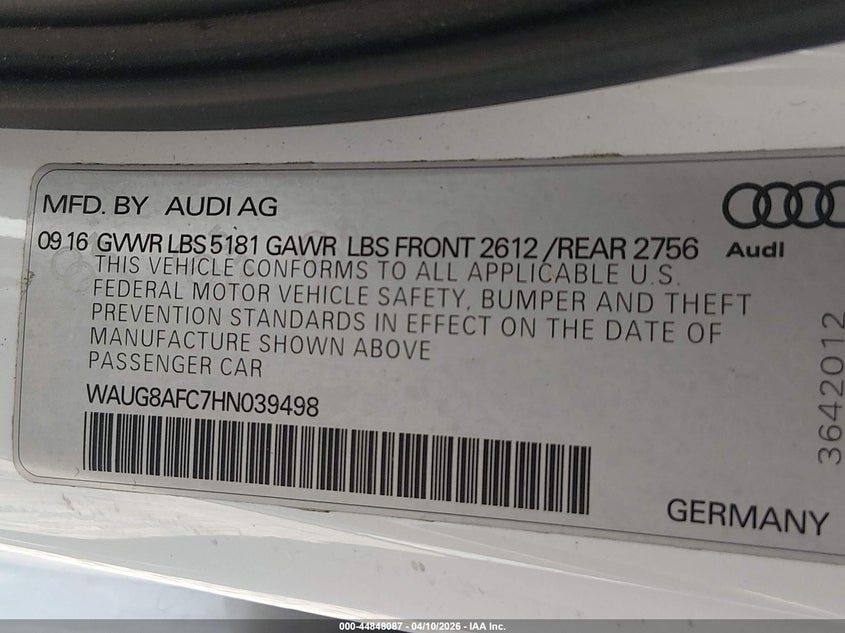 MFD. BY AUDI AG
09 16 GVWR LBS 5181 GAWR LBS FRONT 2612 /REAR 2756
Audi
THIS VEHICLE CONFORMS TO ALL APPLICABLE U.S.
FEDERAL MOTOR VEHICLE SAFETY, BUMPER AND THEFT
PREVENTION STANDARDS IN EFFECT ON THE DATE OF
MANUFACTURE SHOWN ABOVE
PASSENGER CAR
WAUG8AFC7HN039498
3642012
GERMANY
000-44848087 - 04/10/2026 - IAA Inc.